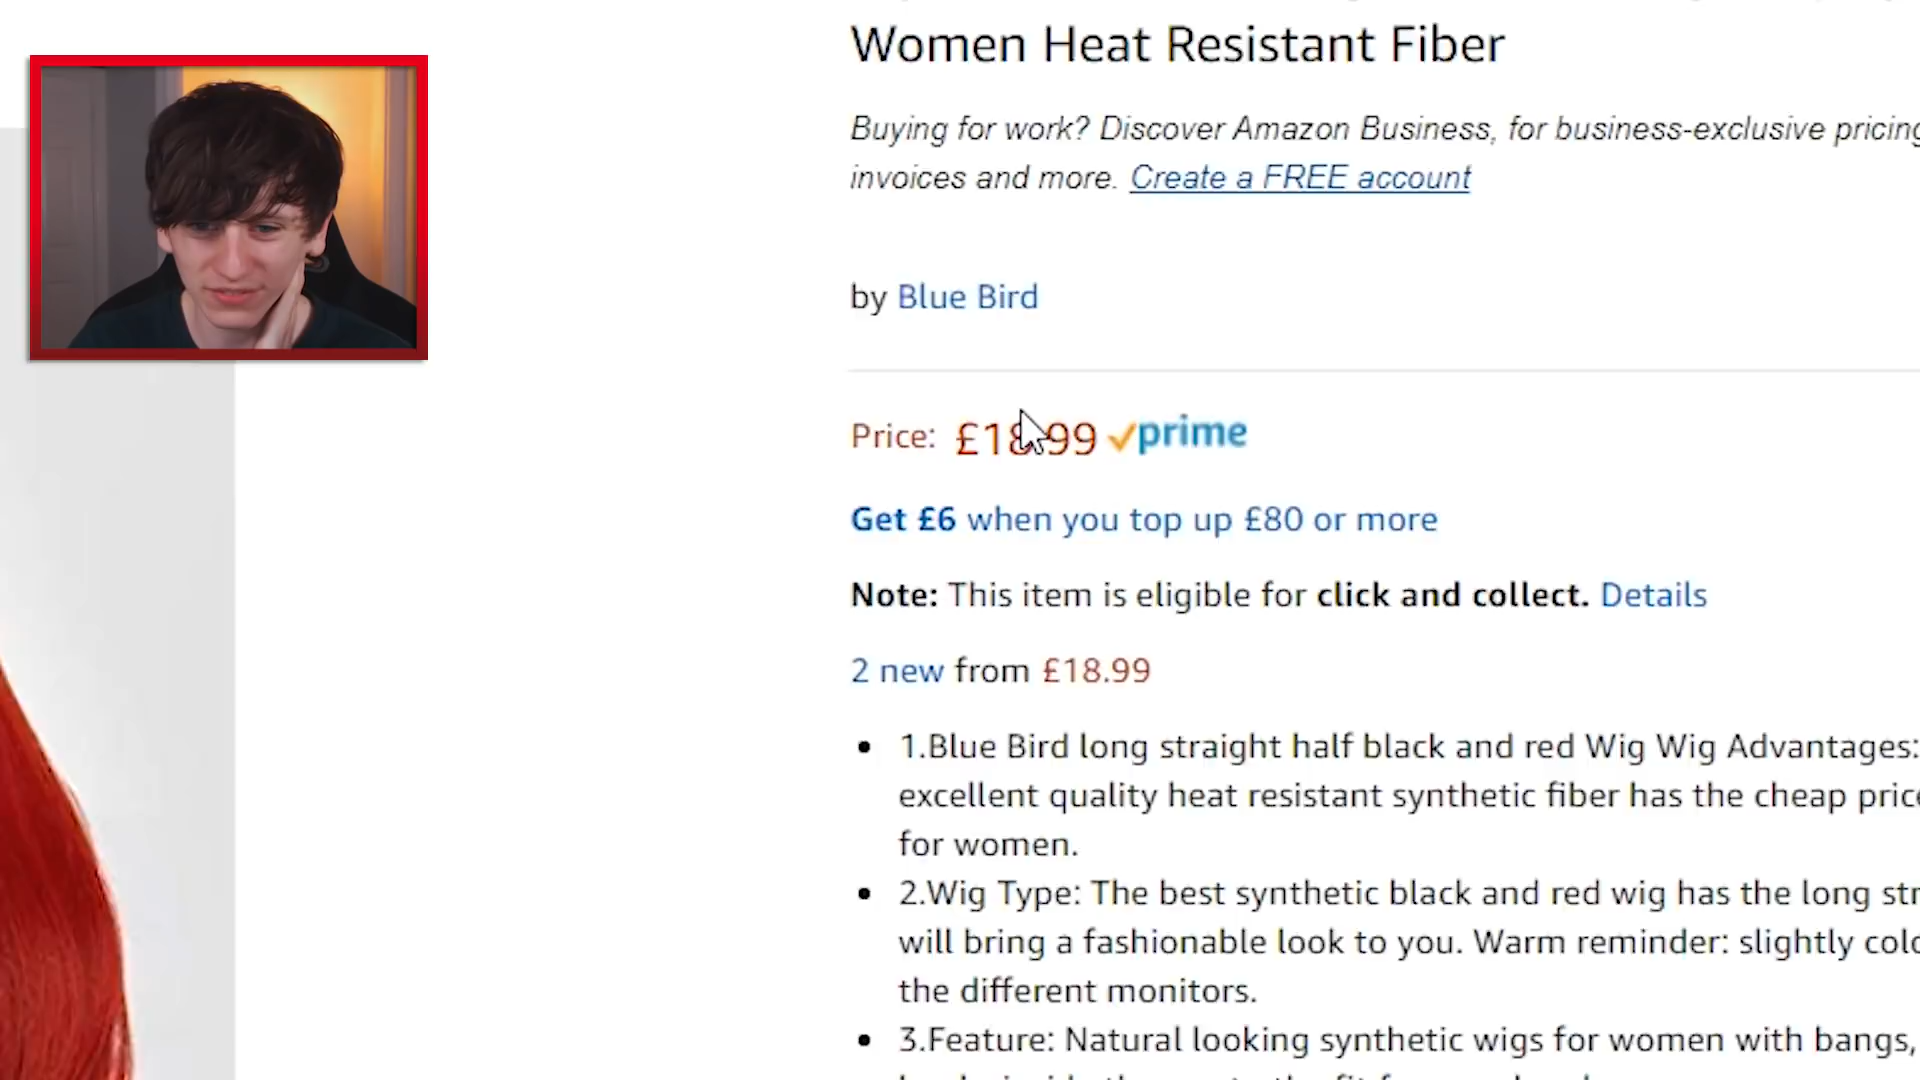 Women Heat Resistant Fiber
Buying for work? Discover Amazon Business, for business-exclusive pricing
invoices and more. Create a FREE account
by Blue Bird
Price: £18.99 prime
Get £6 when you top up £80 or more
Note: This item is eligible for click and collect. Details
2 new from £18.99
• 1.Blue Bird long straight half black and red Wig Wig Advantages:
excellent quality heat resistant synthetic fiber has the cheap price
for women.
• 2.Wig Type: The best synthetic black and red wig has the long
will bring a fashionable look to you. Warm reminder: slightly
the different monitors.
• 3.Feature: Natural looking synthetic wigs for women with bangs,